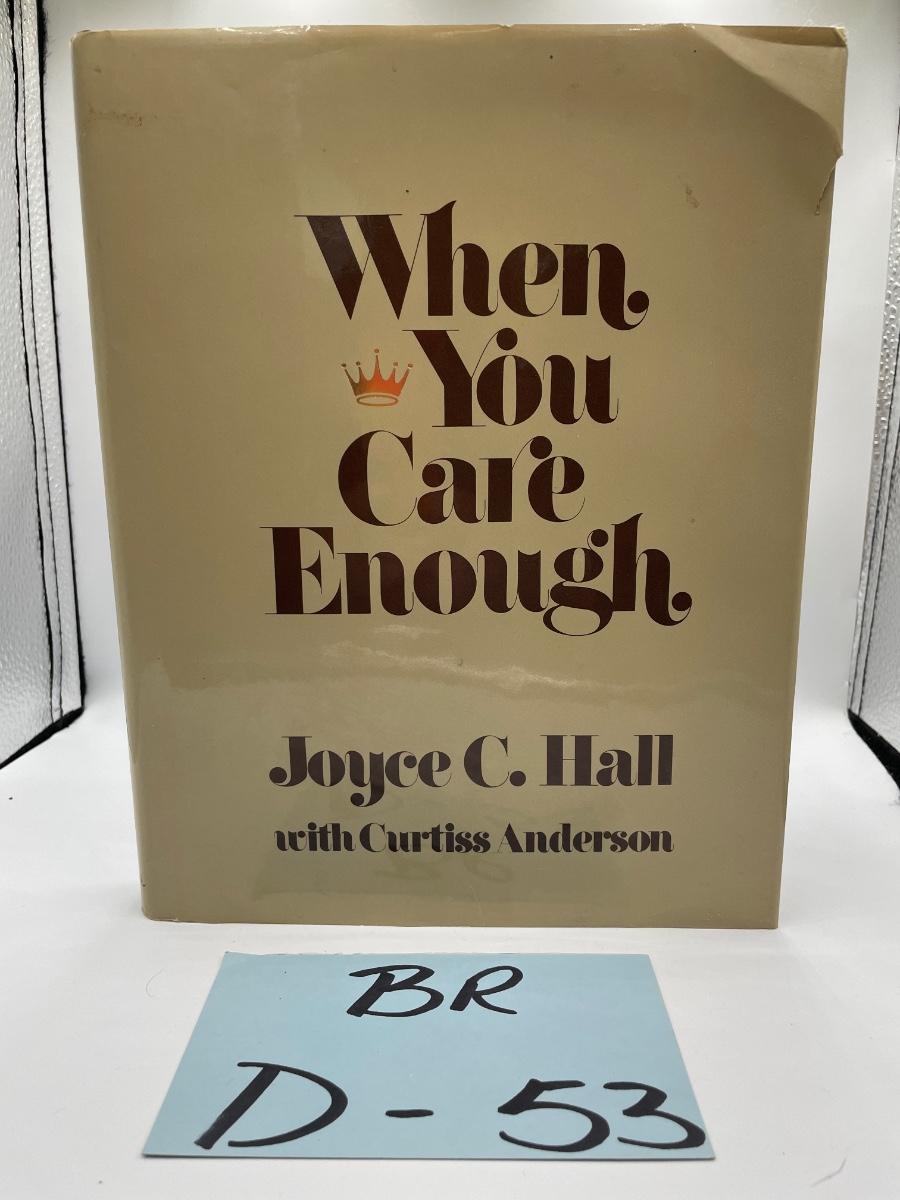 When
You
Care
Enough
Joyce C. Hall
with Curtiss Anderson
BR
D-53